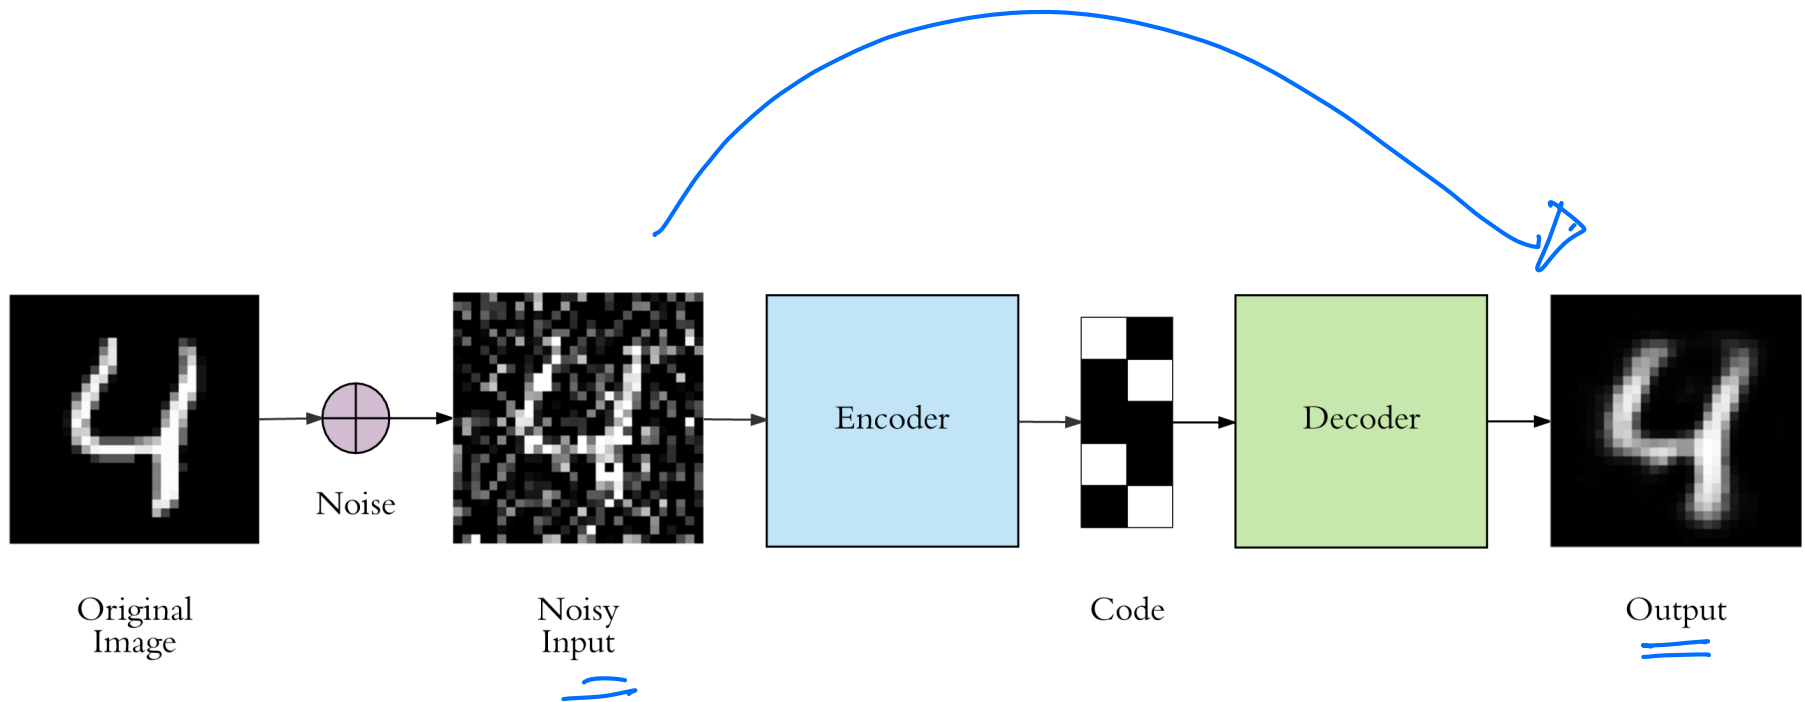 Noise
Encoder
Decoder
Original
Image
Noisy
Input
Code
Output